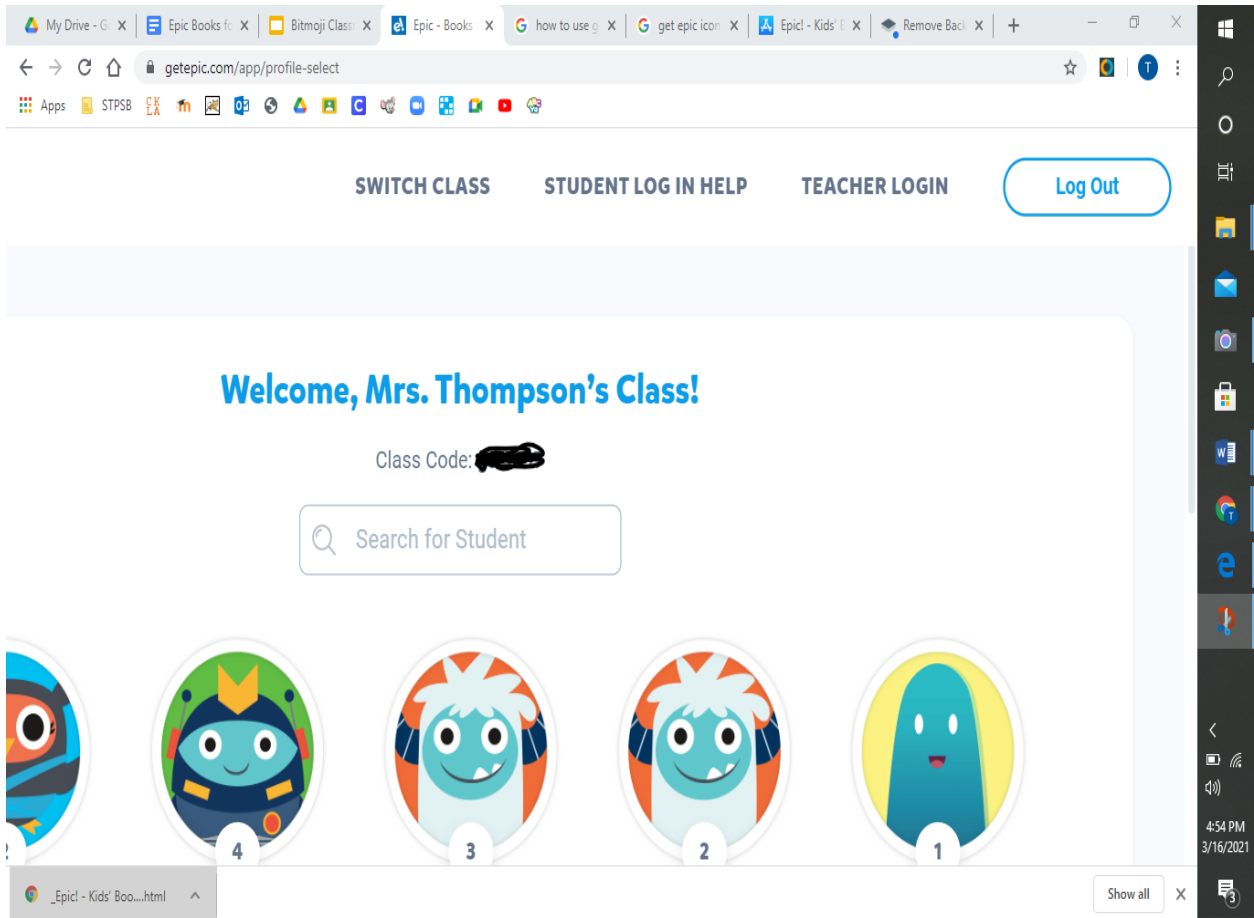 My Drive - G
Epic Books fo
Bitmoji Class
Epic - Books
how to use g
get epic icon
Epic! - Kids' B
Remove Back
getepic.com/app/profile-select
T
Apps
STPSB
CK
LA
SWITCH CLASS
STUDENT LOG IN HELP
TEACHER LOGIN
Log Out
Welcome, Mrs. Thompson's Class!
Class Code:
Search for Student
4
3
2
1
_Epic! - Kids' Boo....html
Show all
4:54 PM
3/16/2021
3